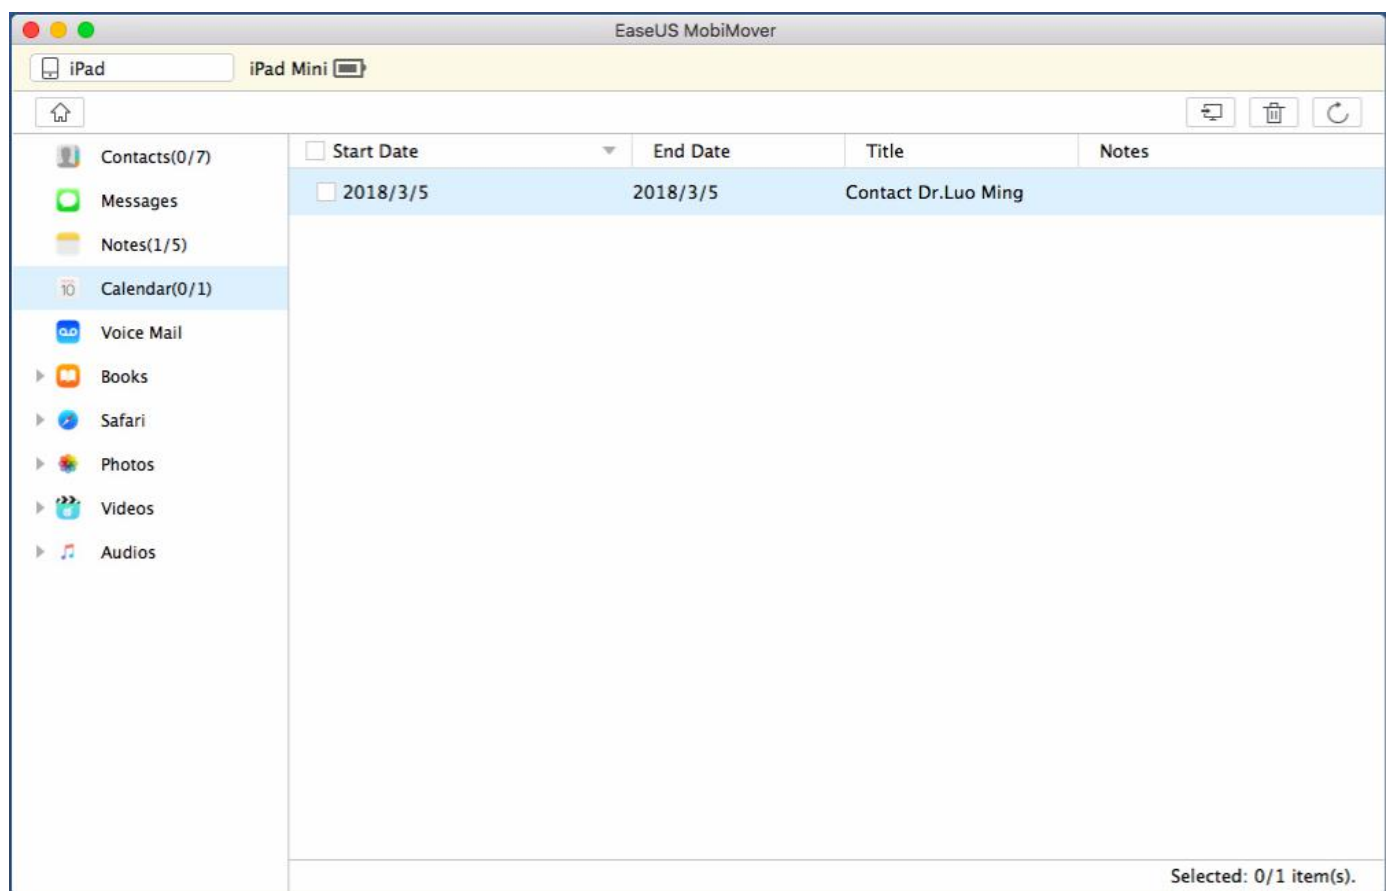 EaseUS MobiMover
iPad iPad Mini
Contacts(0/7)
Messages
Notes(1/5)
10 Calendar(0/1)
Voice Mail
Books
Safari
Photos
Videos
Audios
Start Date End Date Title Notes
2018/3/5 2018/3/5 Contact Dr.Luo Ming
Selected: 0/1 item(s).